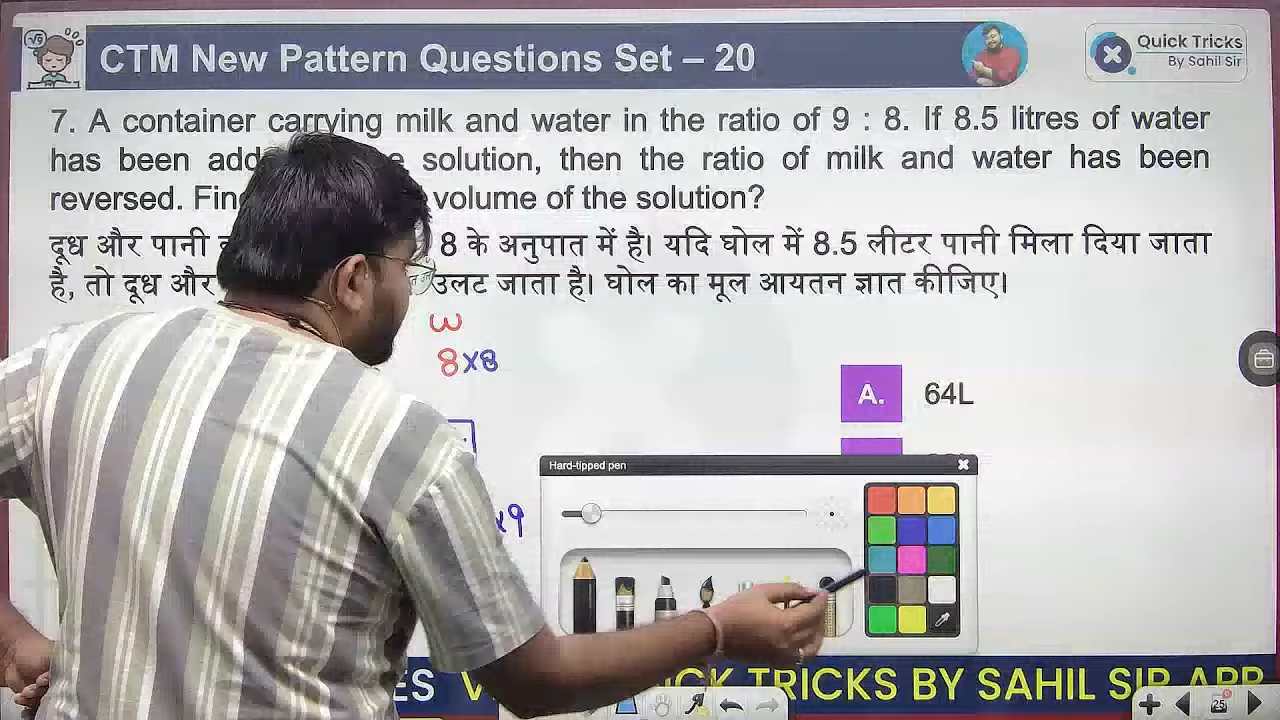 CTM New Pattern Questions Set – 20
Quick Tricks
By Sahil Sir
7. A container carrying milk and water in the ratio of 9 : 8. If 8.5 litres of water
has been solution, then the ratio of milk and water has been
reversed. volume of the solution?
दूध और पानी 8 के अनुपात में है। यदि घोल में 8.5 लीटर पानी मिला दिया जाता
है, तो दूध और उलट जाता है। घोल का मूल आयतन ज्ञात कीजिए।
W
8×8
A. 64L
Hard-tipped pen
×9
TRICKS BY SAHIL SIR APP
25